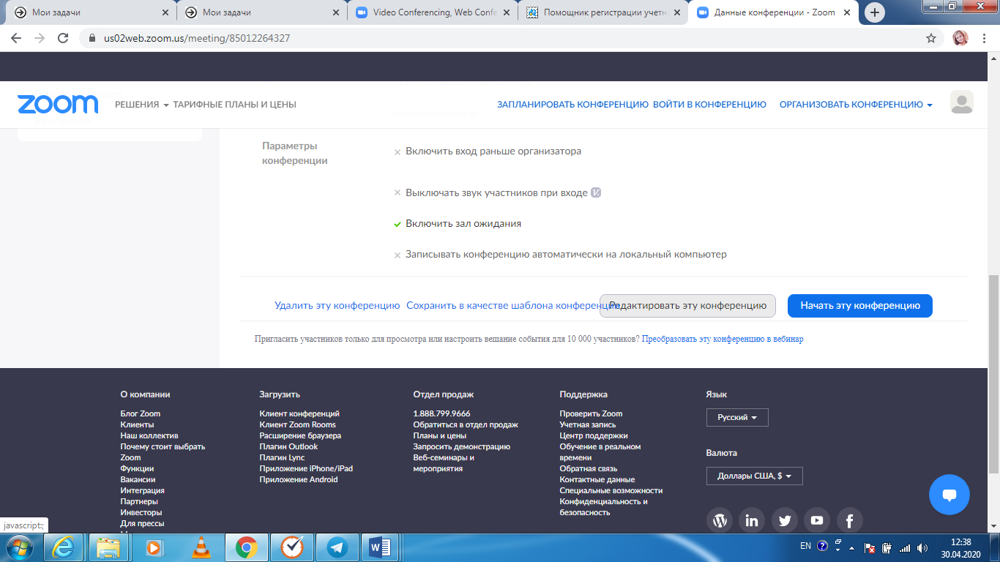 Мои задачи
Мои задачи
Video Conferencing, Web Confe
Помощник регистрации учетн
Данные конференции - Zoom
us02web.zoom.us/meeting/85012264327
zoom
РЕШЕНИЯ
ТАРИФНЫЕ ПЛАНЫ И ЦЕНЫ
ЗАПЛАНИРОВАТЬ КОНФЕРЕНЦИЮ
ВОЙТИ В КОНФЕРЕНЦИЮ
ОРГАНИЗОВАТЬ КОНФЕРЕНЦИЮ
Параметры
конференции
Включить вход раньше организатора
Выключать звук участников при входе
Включить зал ожидания
Записывать конференцию автоматически на локальный компьютер
Удалить эту конференцию
Сохранить в качестве шаблона конференции
Редактировать эту конференцию
Начать эту конференцию
Пригласить участников только для просмотра или настроить вещание события для 10 000 участников? Преобразовать эту конференцию в вебинар
О компании
Блог Zoom
Клиенты
Наш коллектив
Почему стоит выбрать
Zoom
Функции
Вакансии
Интеграция
Партнеры
Инвесторы
Для прессы
Загрузить
Клиент конференций
Клиент Zoom Rooms
Расширение браузера
Плагин Outlook
Плагин Lync
Приложение iPhone/iPad
Приложение Android
Отдел продаж
1.888.799.9666
Обратиться в отдел продаж
Планы и цены
Запросить демонстрацию
Веб-семинары и
мероприятия
Поддержка
Проверить Zoom
Учетная запись
Центр поддержки
Обучение в реальном
времени
Обратная связь
Контактные данные
Специальные возможности
Конфиденциальность и
безопасность
Язык
Русский
Валюта
Доллары США, $
javascript:;
EN
12:38
30.04.2020